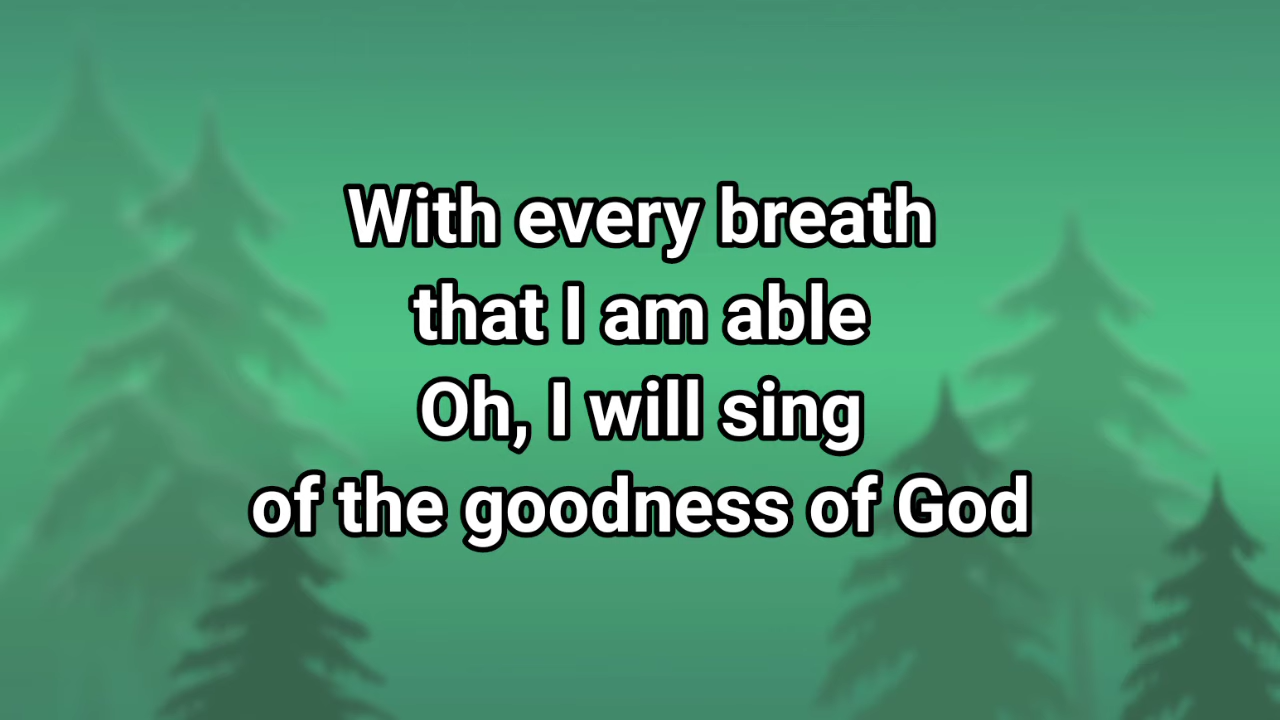 With every breath
that I am able
Oh, I will sing
of the goodness of God